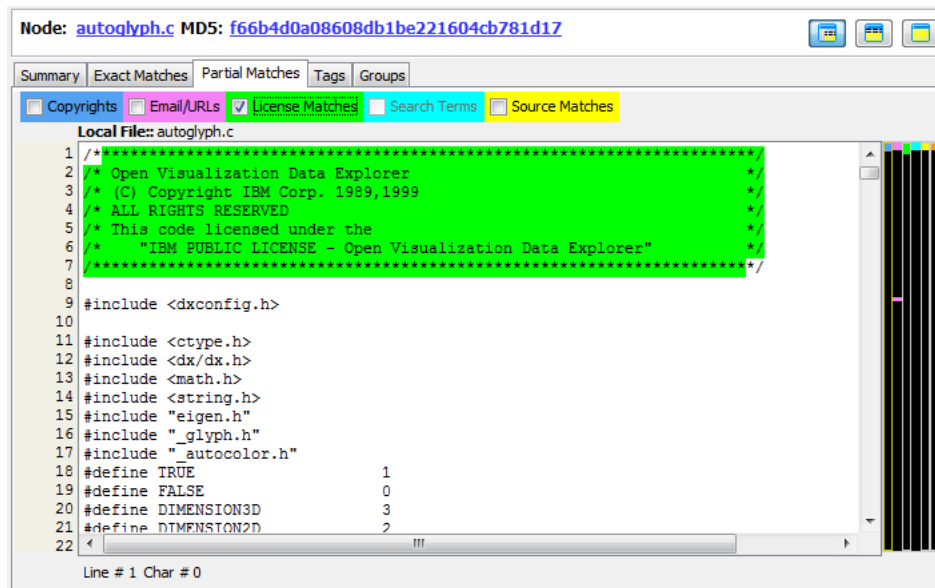 Node: autoglyph.c MD5: f66b4d0a08608db1be221604cb781d17
Summary Exact Matches Partial Matches Tags Groups
Copyrights Email/URLs License Matches Search Terms Source Matches
Local File:: autoglyph.c
1 /*********************************************************************/
2 /* Open Visualization Data Explorer */
3 /* (C) Copyright IBM Corp. 1989,1999 */
4 /* ALL RIGHTS RESERVED */
5 /* This code licensed under the */
6 /* "IBM PUBLIC LICENSE - Open Visualization Data Explorer" */
7 /*********************************************************************/
8
9 #include <dxconfig.h>
10
11 #include <ctype.h>
12 #include <dx/dx.h>
13 #include <math.h>
14 #include <string.h>
15 #include "eigen.h"
16 #include "_glyph.h"
17 #include "_autocolor.h"
18 #define TRUE 1
19 #define FALSE 0
20 #define DIMENSION3D 3
21 #define DIMENSION2D 2
22
Line # 1 Char # 0